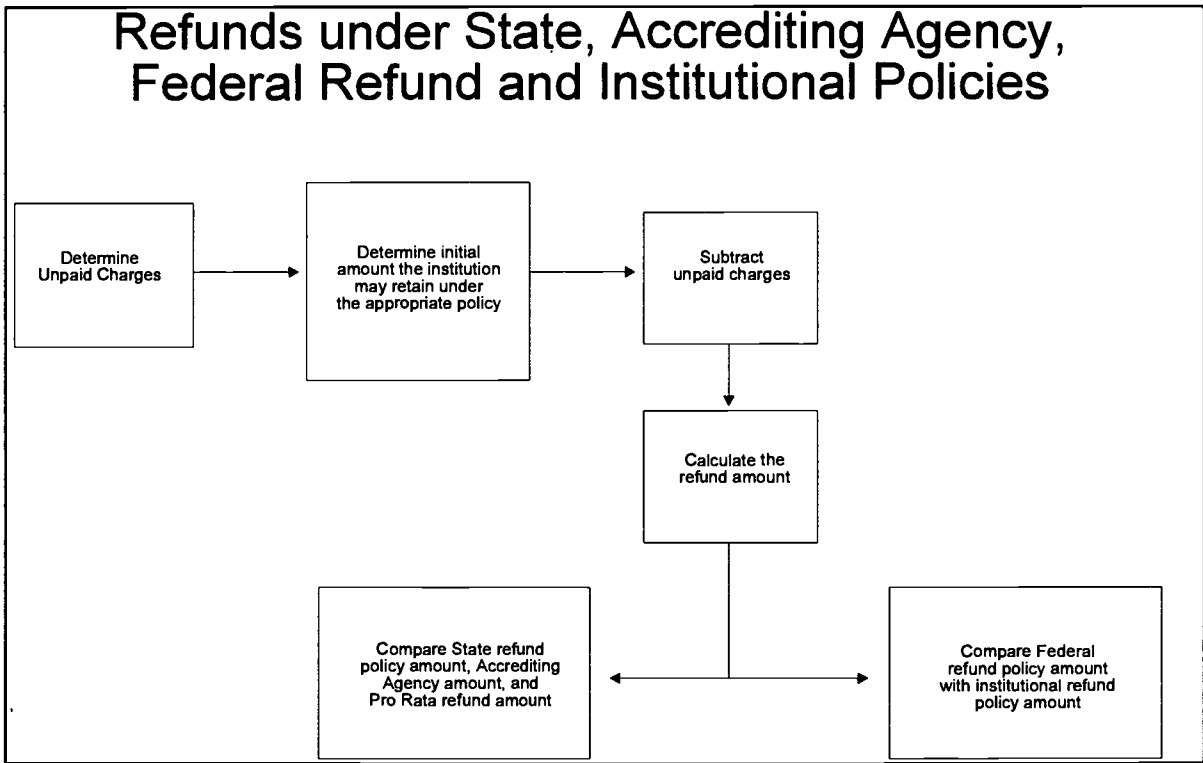 Refunds under State, Accrediting Agency,
Federal Refund and Institutional Policies
Determine
Unpaid Charges
Determine initial
amount the institution
may retain under
the appropriate policy
Subtract
unpaid charges
Calculate the
refund amount
Compare State refund
policy amount, Accrediting
Agency amount, and
Pro Rata refund amount
Compare Federal
refund policy amount
with institutional refund
policy amount